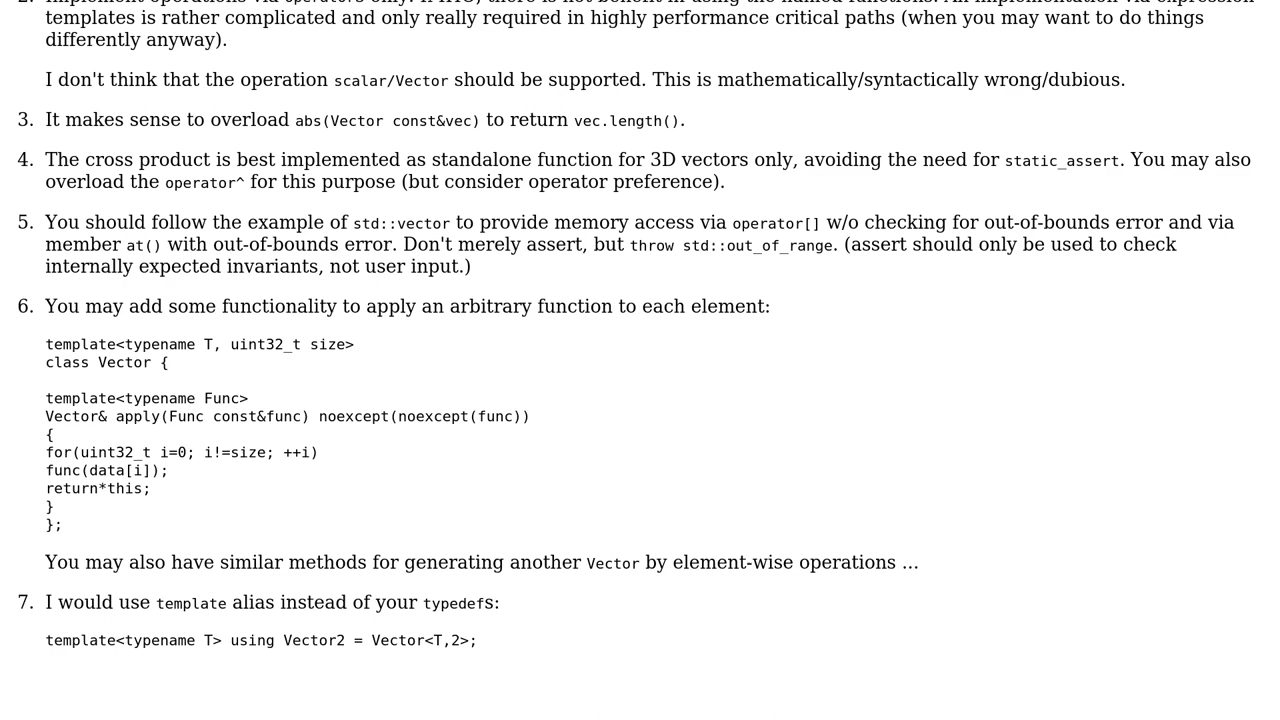 templates is rather complicated and only really required in highly performance critical paths (when you may want to do things
differently anyway).
I don't think that the operation scalar/Vector should be supported. This is mathematically/syntactically wrong/dubious.
3. It makes sense to overload abs(Vector const&vec) to return vec.length().
4. The cross product is best implemented as standalone function for 3D vectors only, avoiding the need for static_assert. You may also
overload the operator^ for this purpose (but consider operator preference).
5. You should follow the example of std::vector to provide memory access via operator[] w/o checking for out-of-bounds error and via
member at() with out-of-bounds error. Don't merely assert, but throw std::out_of_range. (assert should only be used to check
internally expected invariants, not user input.)
6. You may add some functionality to apply an arbitrary function to each element:
template<typename T, uint32_t size>
class Vector {
template<typename Func>
Vector& apply(Func const&func) noexcept(noexcept(func))
{
for(uint32_t i=0; i!=size; ++i)
func(data[i]);
return*this;
}
};
You may also have similar methods for generating another Vector by element-wise operations ...
7. I would use template alias instead of your typedefs:
template<typename T> using Vector2 = Vector<T,2>;